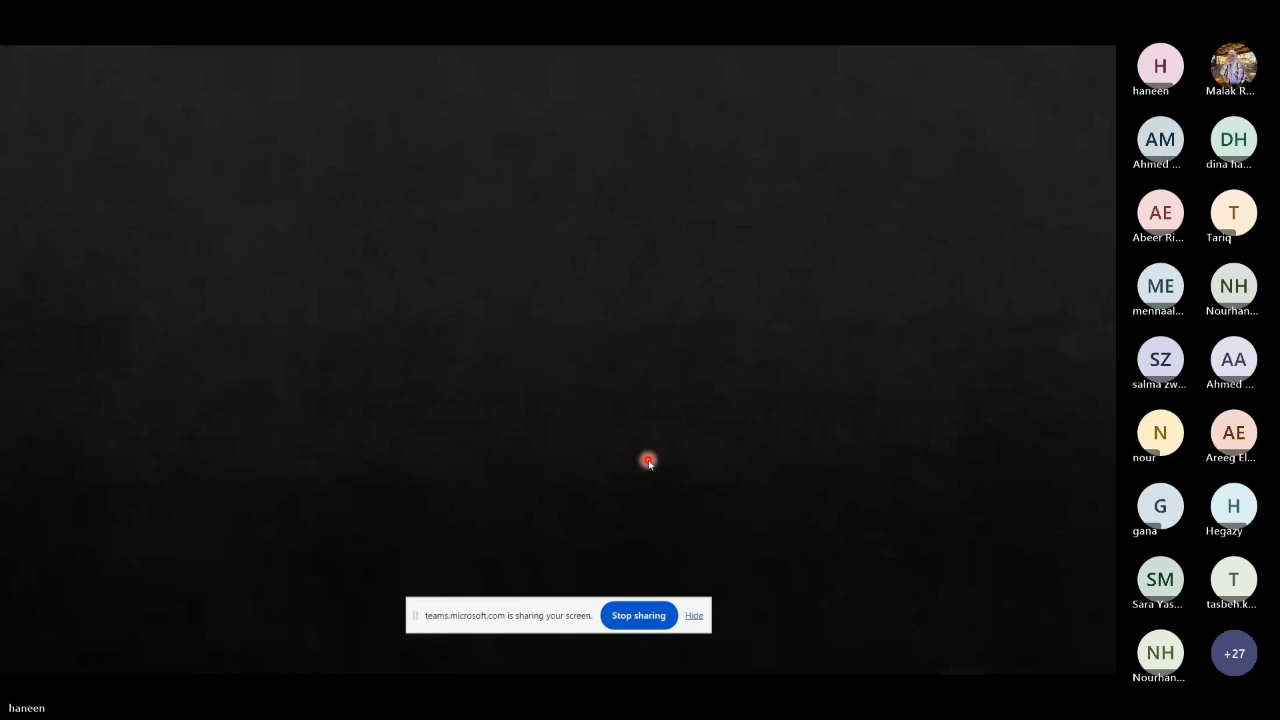 H
haneen
Malak R...
AM
Ahmed ...
DH
dina ha...
AE
Abeer Ri...
T
Tariq
ME
mennaal...
NH
Nourhan...
SZ
salma zw...
AA
Ahmed ...
N
nour
AE
Areeg El...
G
gana
H
Hegazy
SM
Sara Yas...
T
tasbeh.k...
NH
Nourhan...
+27
teams.microsoft.com is sharing your screen. Stop sharing Hide
haneen